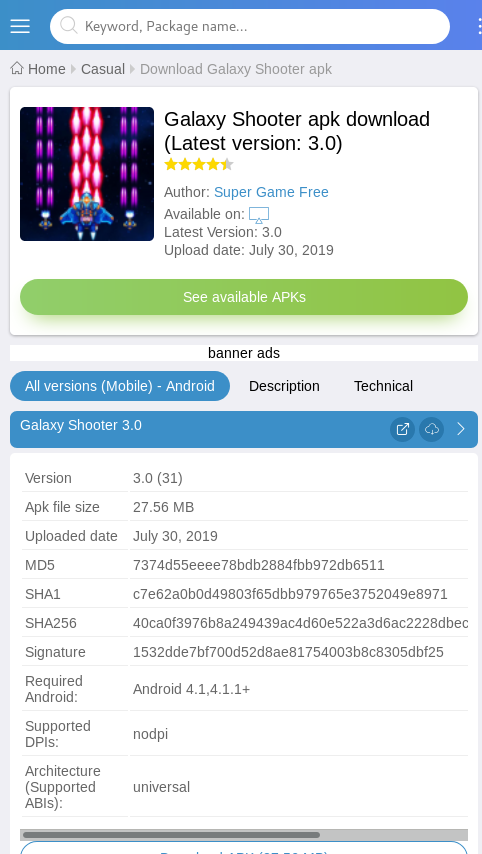 Keyword, Package name...
Home Casual Download Galaxy Shooter apk
Galaxy Shooter apk download
(Latest version: 3.0)
Author: Super Game Free
Available on:
Latest Version: 3.0
Upload date: July 30, 2019
See available APKs
banner ads
All versions (Mobile) - Android Description Technical
Galaxy Shooter 3.0
Version 3.0 (31)
Apk file size 27.56 MB
Uploaded date July 30, 2019
MD5 7374d55eeee78bdb2884fbb972db6511
SHA1 c7e62a0b0d49803f65dbb979765e3752049e8971
SHA256 40ca0f3976b8a249439ac4d60e522a3d6ac2228dbec
Signature 1532dde7bf700d52d8ae81754003b8c8305dbf25
Required
Android: Android 4.1,4.1.1+
Supported
DPIs: nodpi
Architecture
(Supported universal
ABIs):